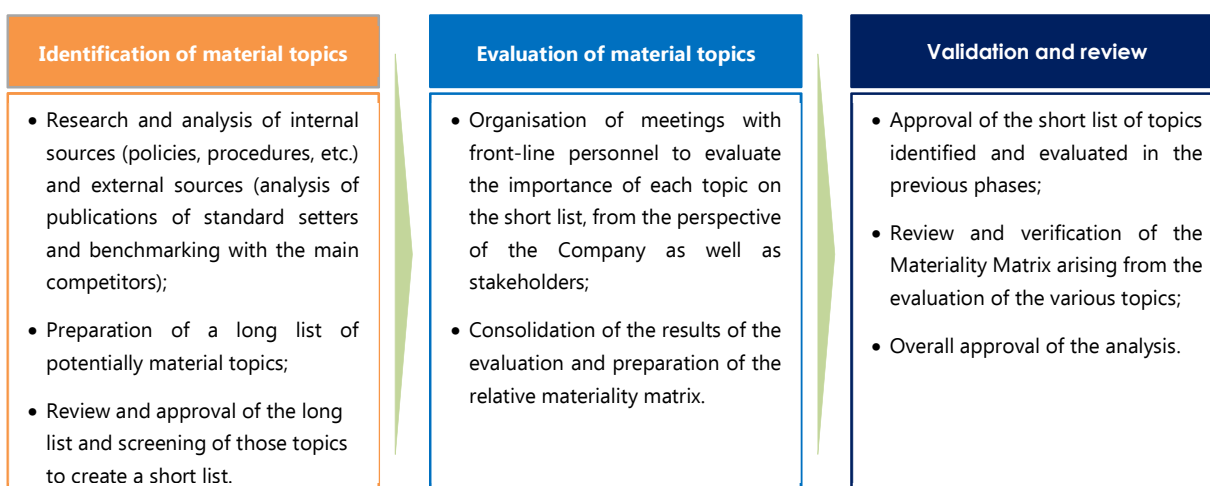 Identification of material topics
• Research and analysis of internal
sources (policies, procedures, etc.)
and external sources (analysis of
publications of standard setters
and benchmarking with the main
competitors);
• Preparation of a long list of
potentially material topics;
• Review and approval of the long
list and screening of those topics
to create a short list.
Evaluation of material topics
• Organisation of meetings with
front-line personnel to evaluate
the importance of each topic on
the short list, from the perspective
of the Company as well as
stakeholders;
• Consolidation of the results of the
evaluation and preparation of the
relative materiality matrix.
Validation and review
• Approval of the short list of topics
identified and evaluated in the
previous phases;
• Review and verification of the
Materiality Matrix arising from the
evaluation of the various topics;
• Overall approval of the analysis.